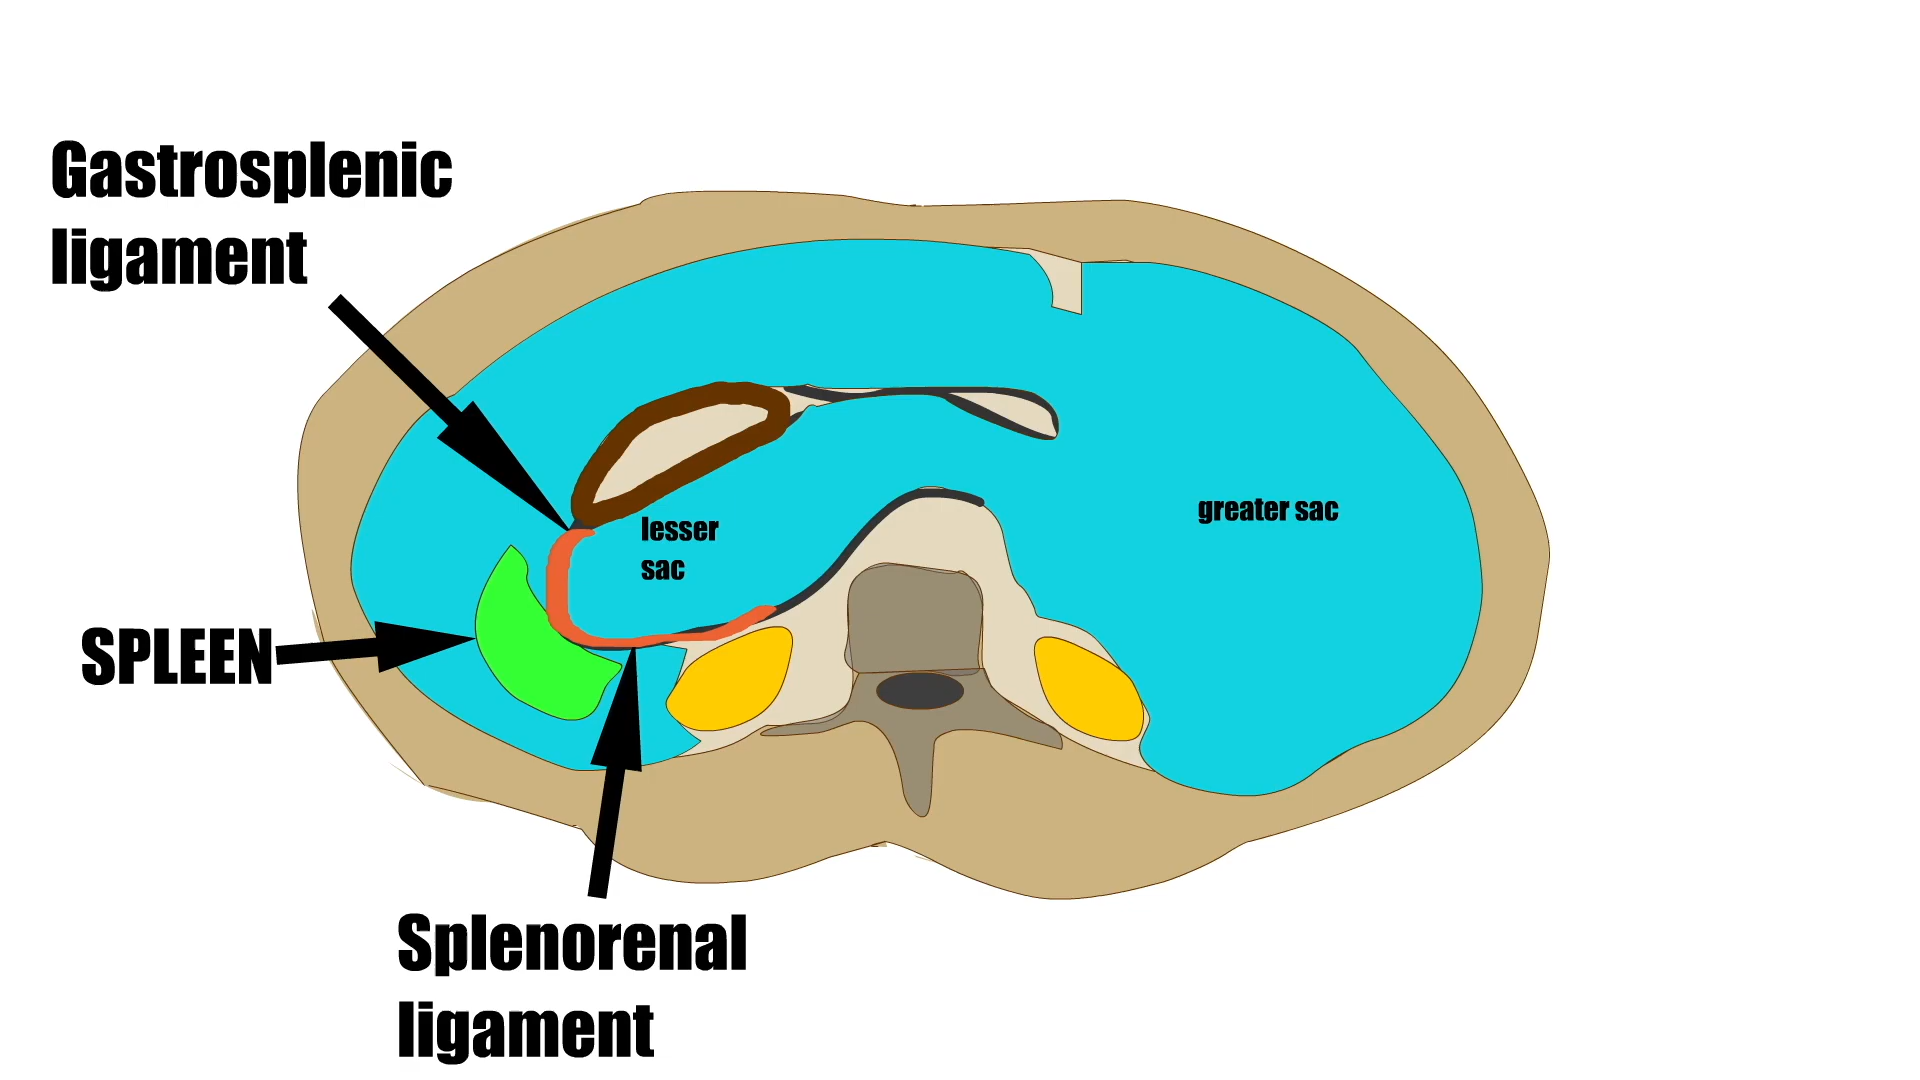 Gastrosplenic
ligament
lesser
sac
greater sac
SPLEEN
Splenorenal
ligament